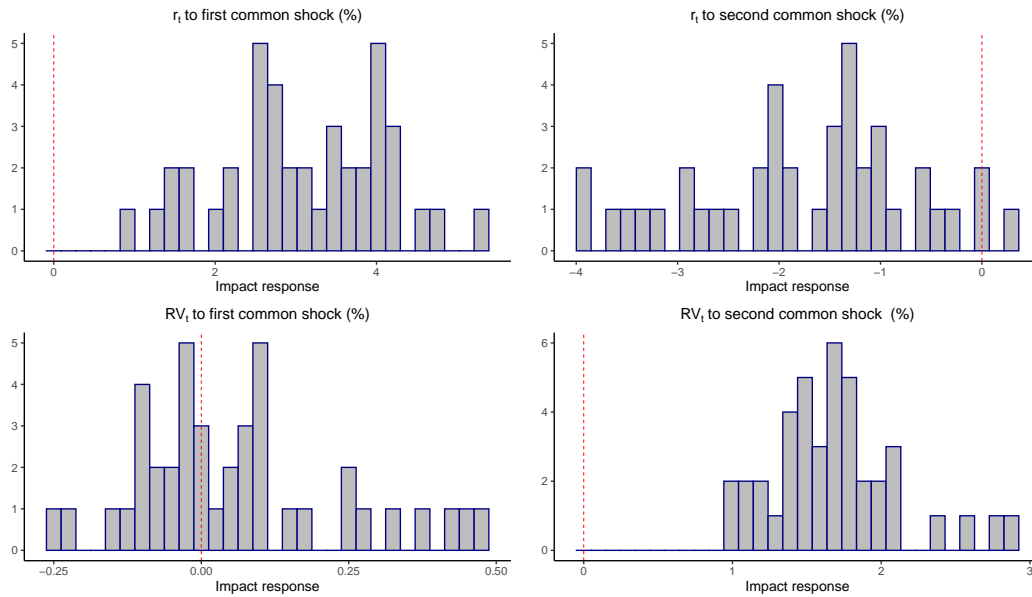 r_t to first common shock (%)
5
4
3
2
1
0
0 2 4
Impact response
r_t to second common shock (%)
5
4
3
2
1
0
−4 −3 −2 −1 0
Impact response
RV_t to first common shock (%)
5
4
3
2
1
0
−0.25 0.00 0.25 0.50
Impact response
RV_t to second common shock (%)
6
4
2
0
0 1 2 3
Impact response